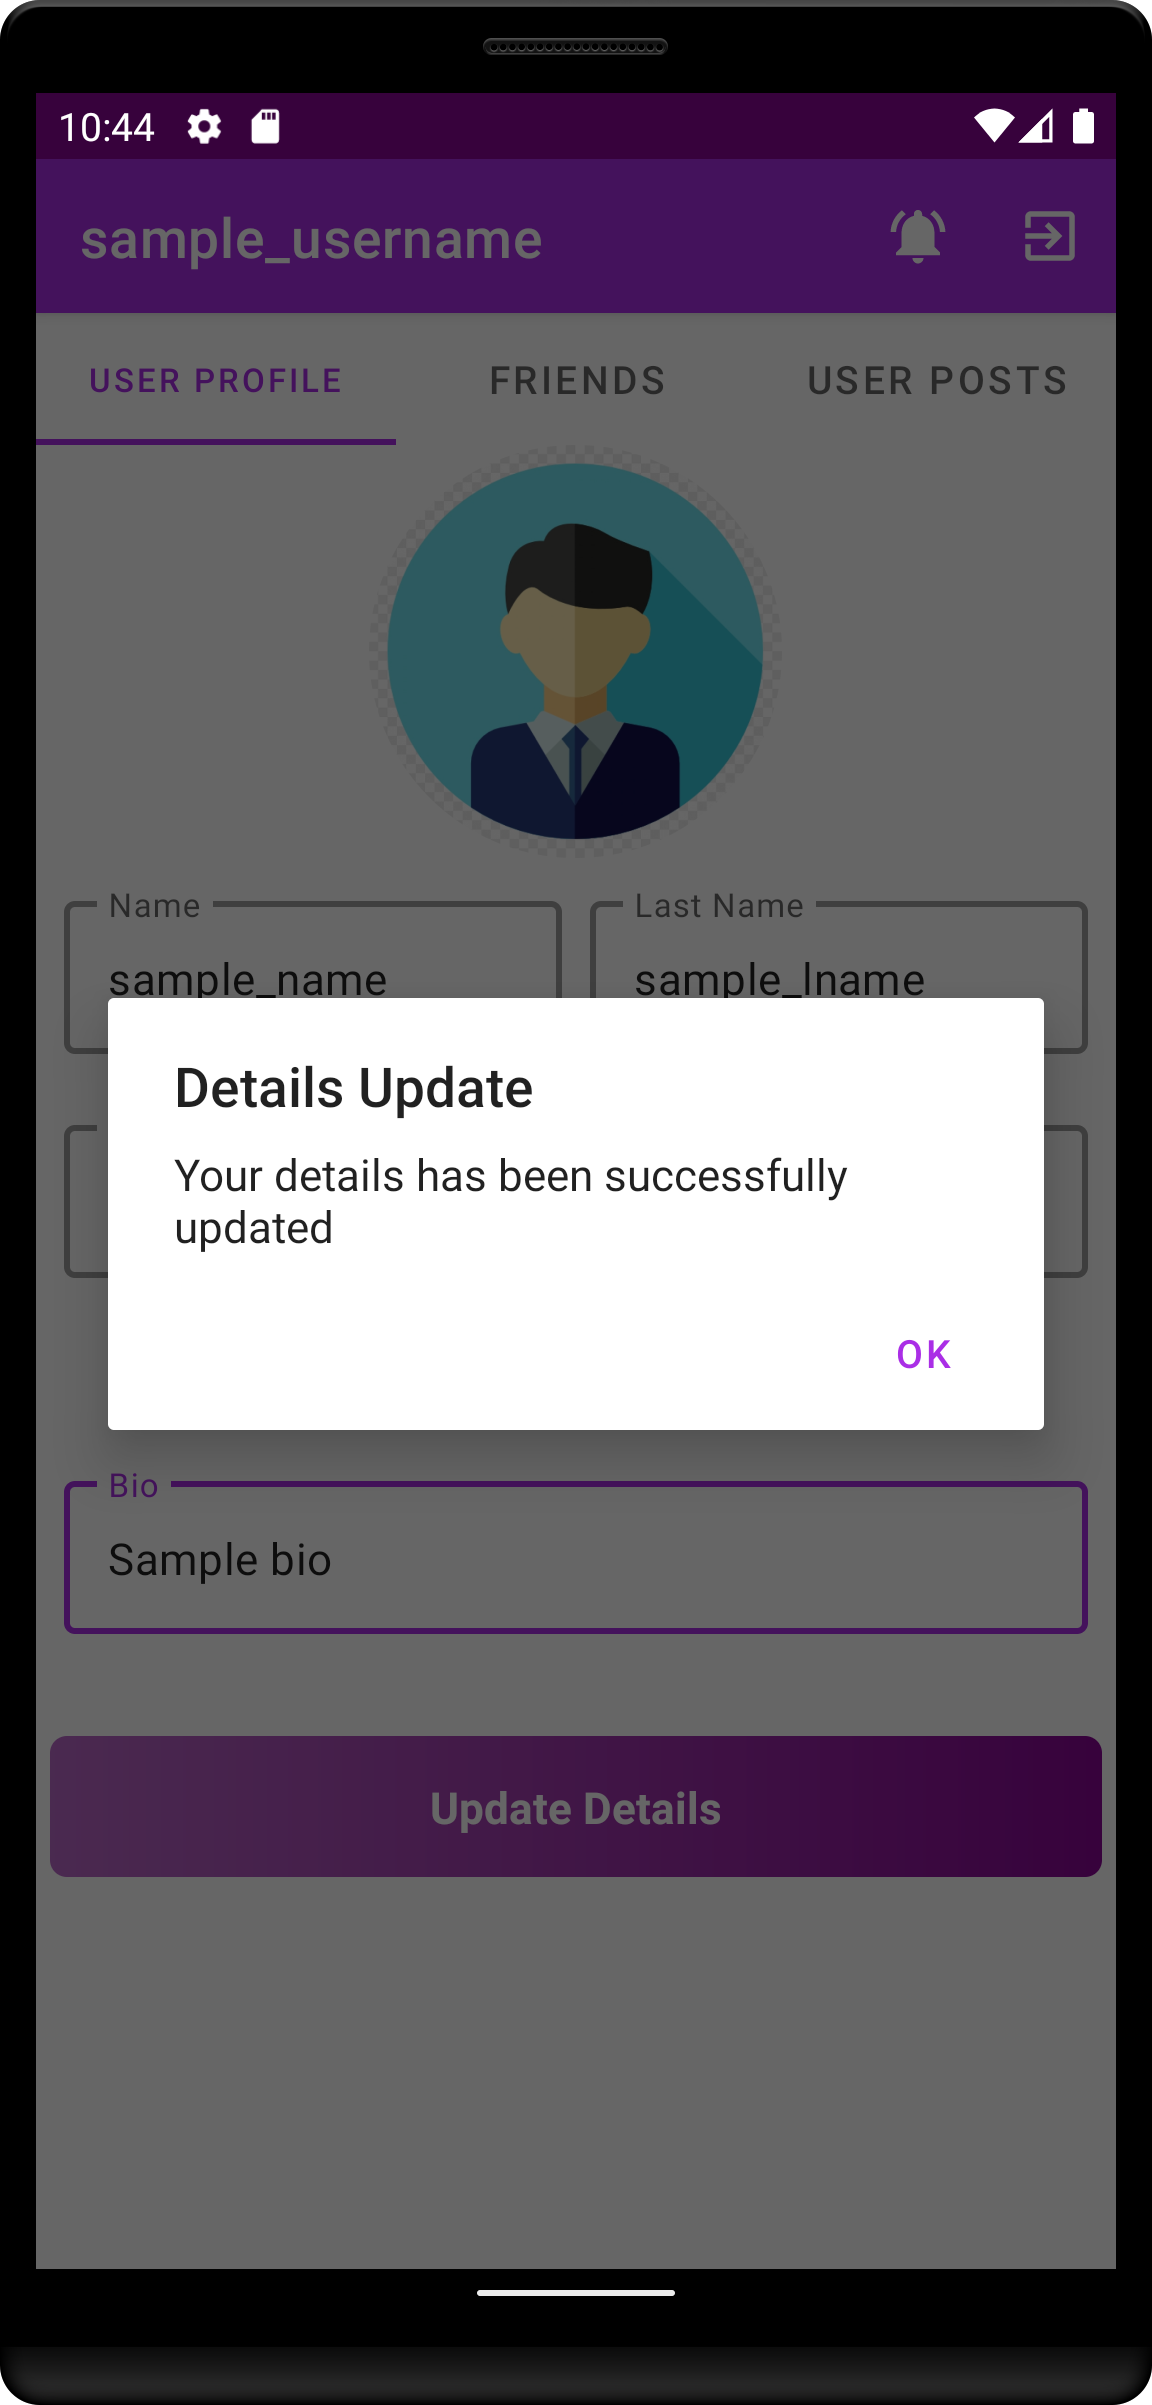 10:44
sample_username
USER PROFILE FRIENDS USER POSTS
Name Last Name
sample_name sample_lname
Details Update
Your details has been successfully
updated
OK
Bio
Sample bio
Update Details